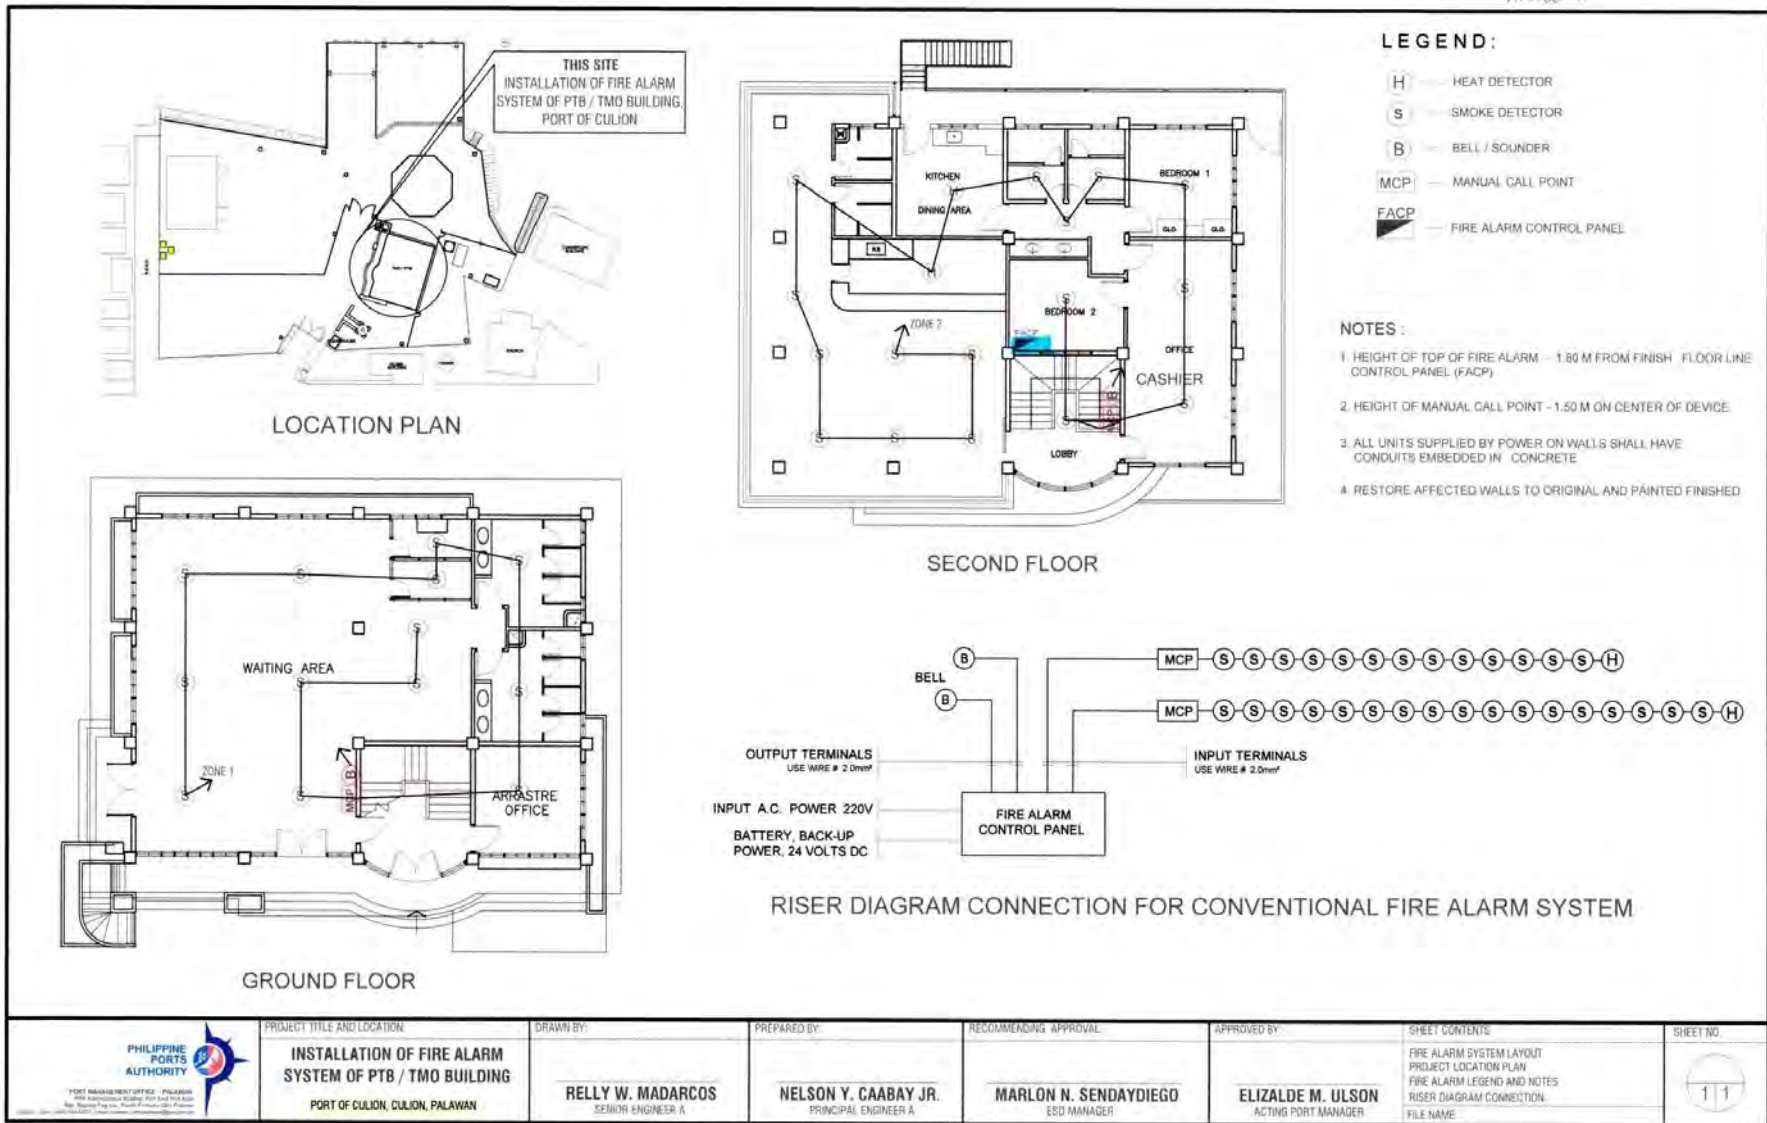 THIS SITE
INSTALLATION OF FIRE ALARM
SYSTEM OF PTB / TMO BUILDING,
PORT OF CULION
LOCATION PLAN
KITCHEN
DINING AREA
BEDROOM 1
CLO.
CLO.
REF
BEDROOM 2
FACP
ZONE 2
OFFICE
CASHIER
MCP B
LOBBY
S
H
SECOND FLOOR
LEGEND:
H — HEAT DETECTOR
S — SMOKE DETECTOR
B — BELL / SOUNDER
MCP — MANUAL CALL POINT
FACP
— FIRE ALARM CONTROL PANEL
NOTES :
1. HEIGHT OF TOP OF FIRE ALARM - 1.80 M FROM FINISH FLOOR LINE
CONTROL PANEL (FACP)
2. HEIGHT OF MANUAL CALL POINT - 1.50 M ON CENTER OF DEVICE
3. ALL UNITS SUPPLIED BY POWER ON WALLS SHALL HAVE
CONDUITS EMBEDDED IN CONCRETE
4. RESTORE AFFECTED WALLS TO ORIGINAL AND PAINTED FINISHED
WAITING AREA
ZONE 1
MCP B
ARRASTRE
OFFICE
GROUND FLOOR
B
BELL
B
MCP S S S S S S S S S S S S S H
MCP S S S S S S S S S S S S S S S S S H
OUTPUT TERMINALS
USE WIRE # 2.0mm²
INPUT TERMINALS
USE WIRE # 2.0mm²
INPUT A.C. POWER 220V
BATTERY, BACK-UP
POWER, 24 VOLTS DC
FIRE ALARM
CONTROL PANEL
RISER DIAGRAM CONNECTION FOR CONVENTIONAL FIRE ALARM SYSTEM
PHILIPPINE
PORTS
AUTHORITY
PORT MANAGEMENT OFFICE - PALAWAN
PROJECT TITLE AND LOCATION:
INSTALLATION OF FIRE ALARM
SYSTEM OF PTB / TMO BUILDING
PORT OF CULION, CULION, PALAWAN
DRAWN BY:
RELLY W. MADARCOS
SENIOR ENGINEER A
PREPARED BY:
NELSON Y. CAABAY JR.
PRINCIPAL ENGINEER A
RECOMMENDING APPROVAL:
MARLON N. SENDAYDIEGO
ESD MANAGER
APPROVED BY:
ELIZALDE M. ULSON
ACTING PORT MANAGER
SHEET CONTENTS:
FIRE ALARM SYSTEM LAYOUT
PROJECT LOCATION PLAN
FIRE ALARM LEGEND AND NOTES
RISER DIAGRAM CONNECTION
FILE NAME:
SHEET NO.
1 1